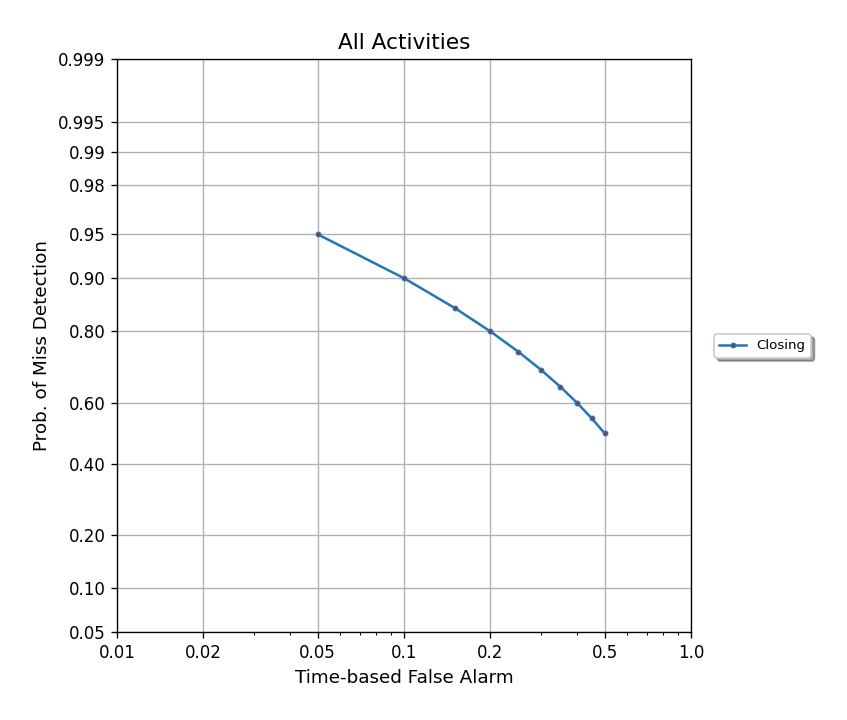 All Activities
0.999
0.995
0.99
0.98
0.95
0.90
0.80
0.60
0.40
0.20
0.10
0.05
Prob. of Miss Detection
0.01 0.02 0.05 0.1 0.2 0.5 1.0
Time-based False Alarm
Closing